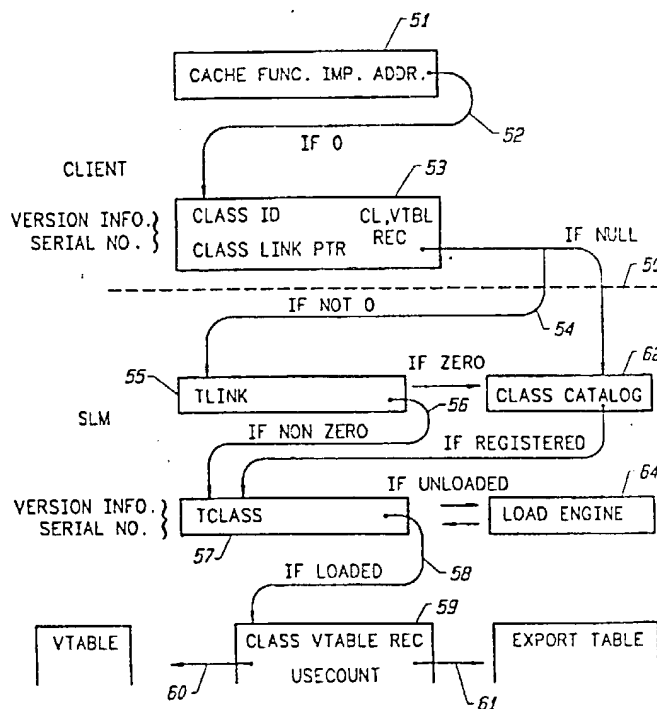 51
CACHE FUNC. IMP. ADDR.
52
IF 0
CLIENT
53
VERSION INFO.
SERIAL NO.
CLASS ID
CL,VTBL
REC
CLASS LINK PTR
IF NULL
IF NOT 0
54
55
TLINK
IF ZERO
62
CLASS CATALOG
56
SLM
IF NON ZERO
IF REGISTERED
VERSION INFO.
SERIAL NO.
TCLASS
57
IF UNLOADED
64
LOAD ENGINE
58
IF LOADED
59
VTABLE
CLASS VTABLE REC
EXPORT TABLE
60
USECOUNT
61